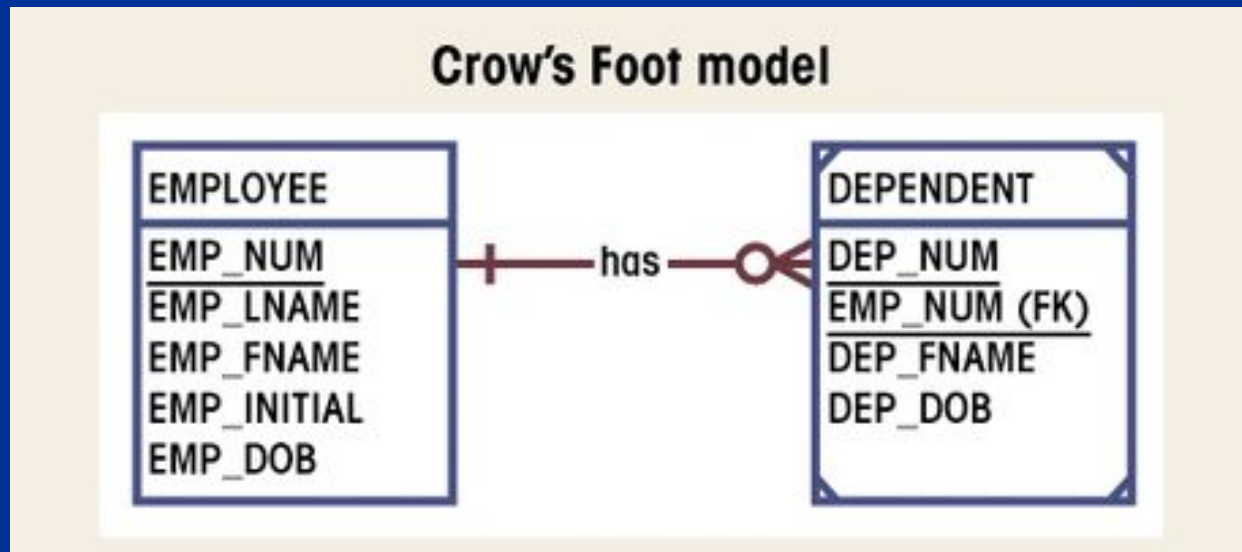 Crow's Foot model
EMPLOYEE
EMP_NUM
EMP_LNAME
EMP_FNAME
EMP_INITIAL
EMP_DOB
has
DEPENDENT
DEP_NUM
EMP_NUM (FK)
DEP_FNAME
DEP_DOB